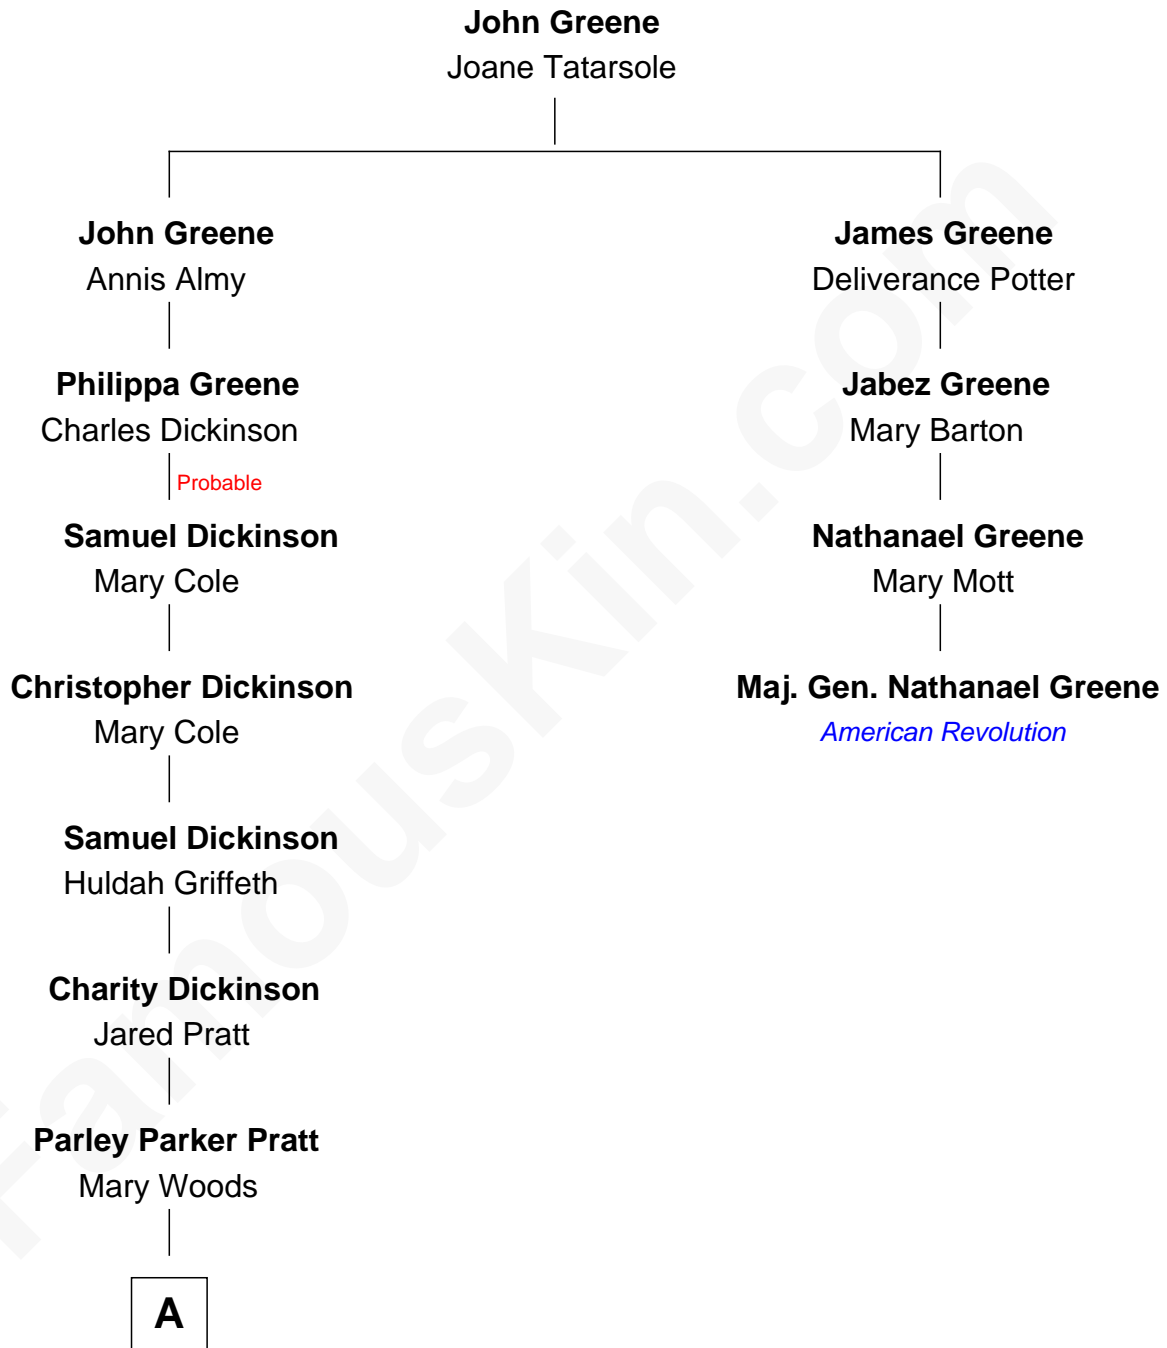 John Greene
Joane Tatarsole
John Greene
Annis Almy
James Greene
Deliverance Potter
Philippa Greene
Charles Dickinson
Jabez Greene
Mary Barton
Probable
Samuel Dickinson
Mary Cole
Nathanael Greene
Mary Mott
Christopher Dickinson
Mary Cole
Maj. Gen. Nathanael Greene
American Revolution
Samuel Dickinson
Huldah Griffeth
Charity Dickinson
Jared Pratt
Parley Parker Pratt
Mary Woods
A
FamousKin.com